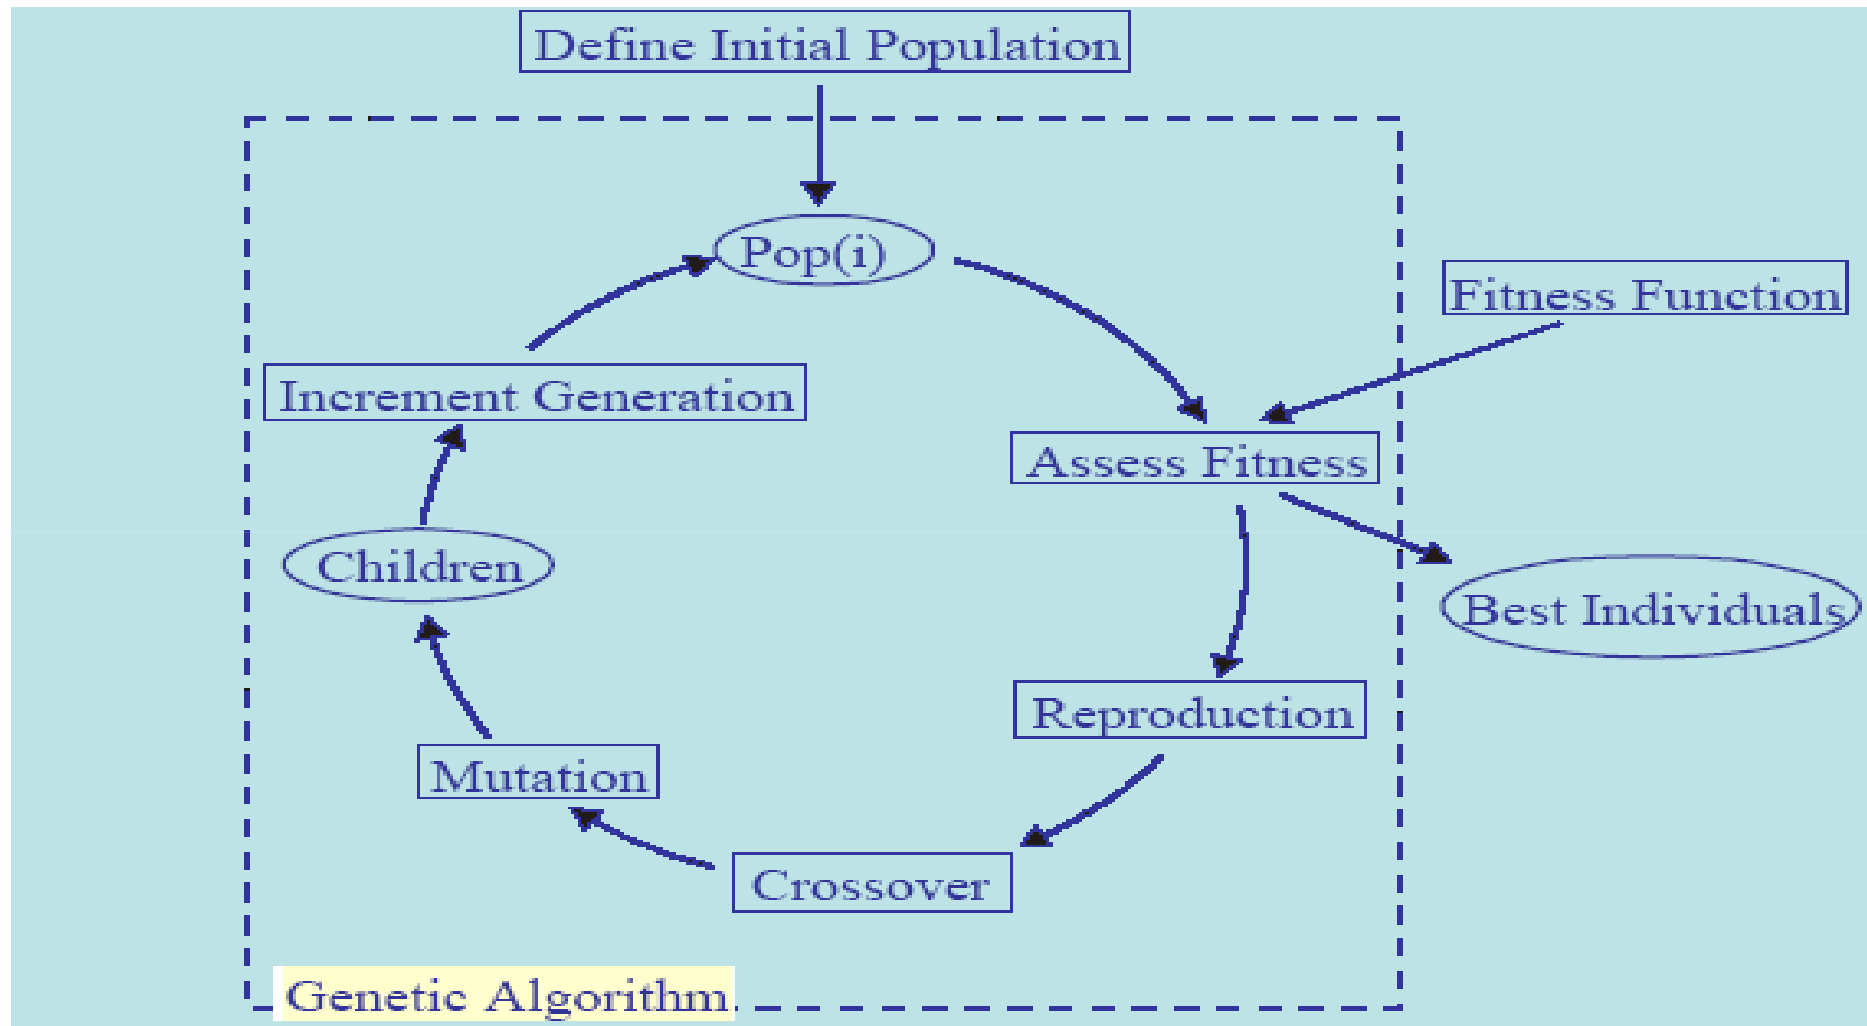 Define Initial Population
Pop(i)
Fitness Function
Increment Generation
Assess Fitness
Children
Best Individuals
Reproduction
Mutation
Crossover
Genetic Algorithm